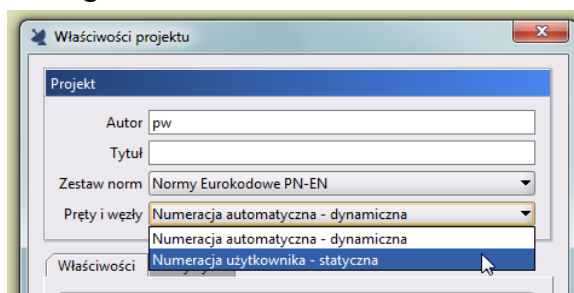 Właściwości projektu
Projekt
Autor pw
Tytuł
Zestaw norm Normy Eurokodowe PN-EN
Pręty i węzły Numeracja automatyczna - dynamiczna
Numeracja automatyczna - dynamiczna
Właściwości Numeracja użytkownika - statyczna